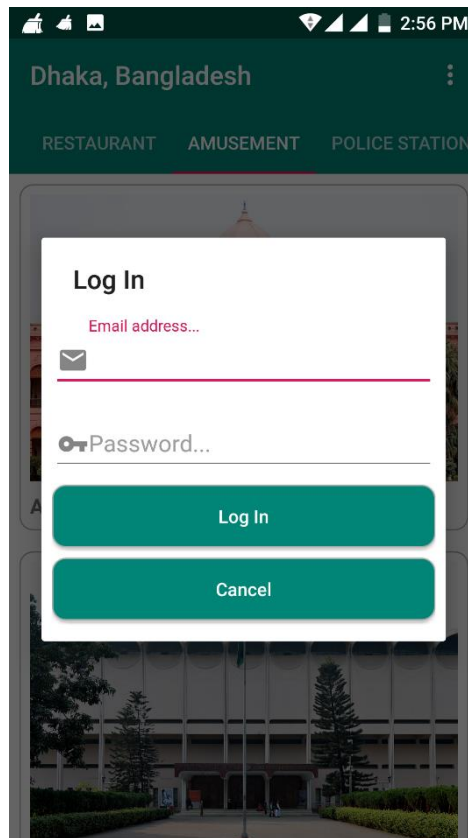 2:56 PM
Dhaka, Bangladesh
RESTAURANT AMUSEMENT POLICE STATION
Log In
Email address...
Password...
Log In
Cancel